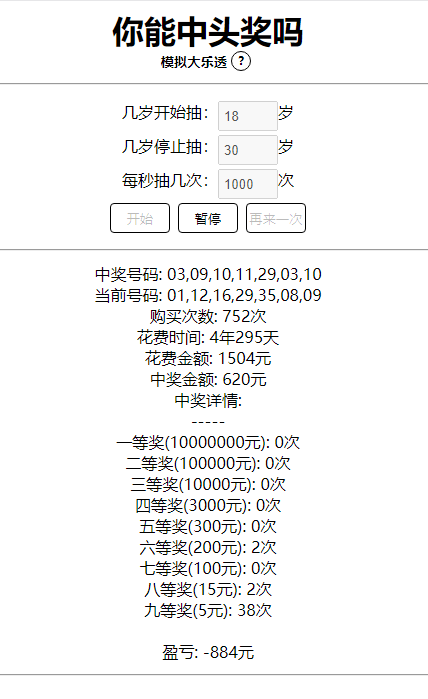 你能中头奖吗
模拟大乐透 ?
几岁开始抽: 18 岁
几岁停止抽: 30 岁
每秒抽几次: 1000 次
开始 暂停 再来一次
中奖号码: 03,09,10,11,29,03,10
当前号码: 01,12,16,29,35,08,09
购买次数: 752次
花费时间: 4年295天
花费金额: 1504元
中奖金额: 620元
中奖详情:
-----
一等奖(10000000元): 0次
二等奖(100000元): 0次
三等奖(10000元): 0次
四等奖(3000元): 0次
五等奖(300元): 0次
六等奖(200元): 2次
七等奖(100元): 0次
八等奖(15元): 2次
九等奖(5元): 38次
盈亏: -884元